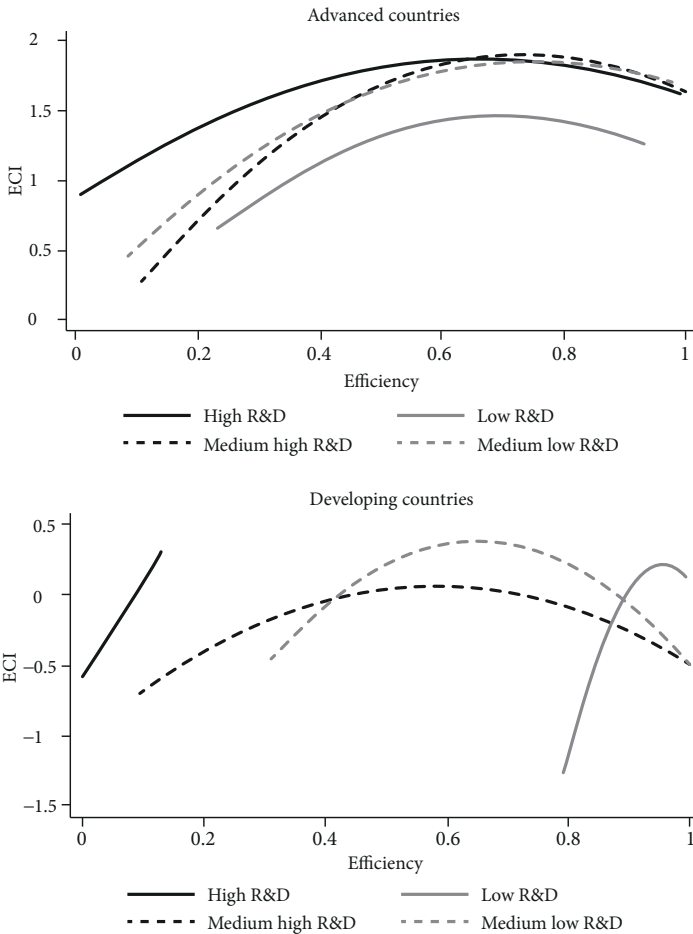 Advanced countries
2
1.5
1
0.5
0
ECI
0 0.2 0.4 0.6 0.8 1
Efficiency
High R&D Low R&D
Medium high R&D Medium low R&D
Developing countries
0.5
0
−0.5
−1
−1.5
ECI
0 0.2 0.4 0.6 0.8 1
Efficiency
High R&D Low R&D
Medium high R&D Medium low R&D